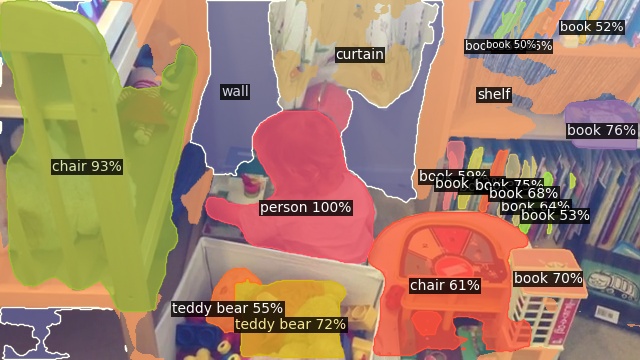 book 52%
book 50%
curtain
wall
shelf
book 76%
chair 93%
book 59%
book 75%
book 68%
book 64%
person 100%
book 53%
book 70%
chair 61%
teddy bear 55%
teddy bear 72%